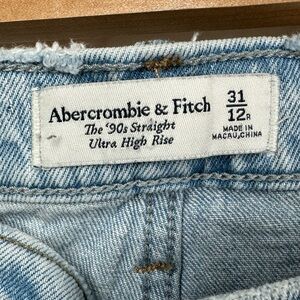 Abercrombie & Fitch
The '90s Straight
Ultra High Rise
31
12R
MADE IN
MACAU, CHINA